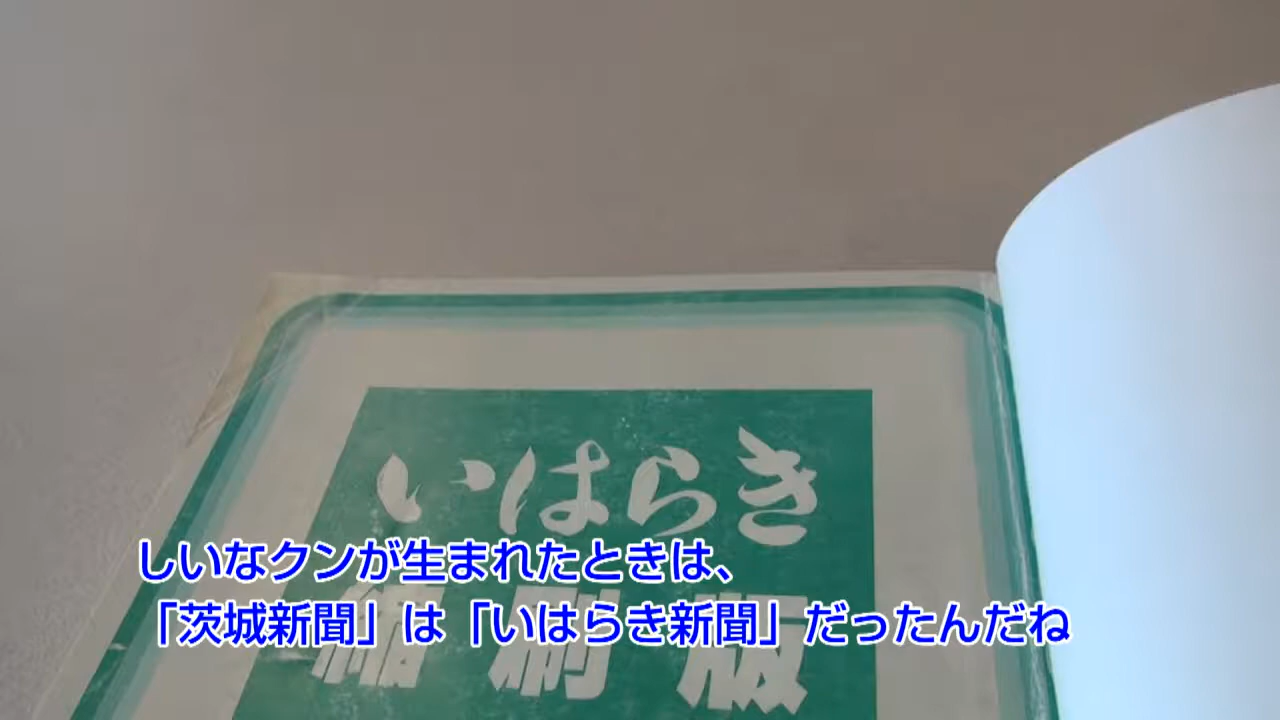 いはらき
縮刷版
しいなクンが生まれたときは、
「茨城新聞」は「いはらき新聞」だったんだね